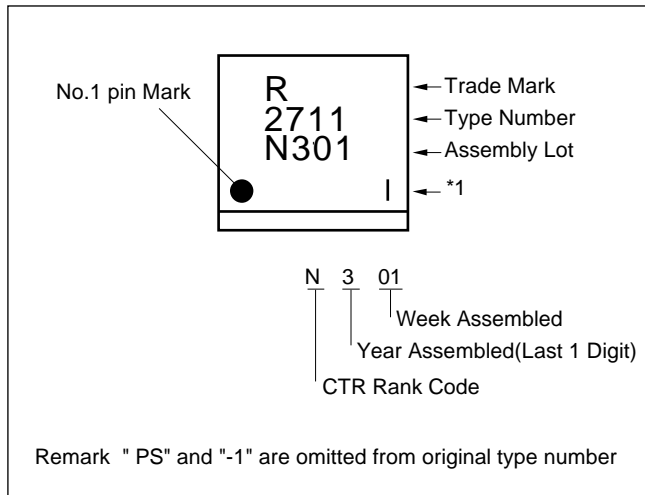 No.1 pin Mark
R
2711
N301
Trade Mark
Type Number
Assembly Lot
*1
I
N 3 01
Week Assembled
Year Assembled(Last 1 Digit)
CTR Rank Code
Remark " PS" and "-1" are omitted from original type number